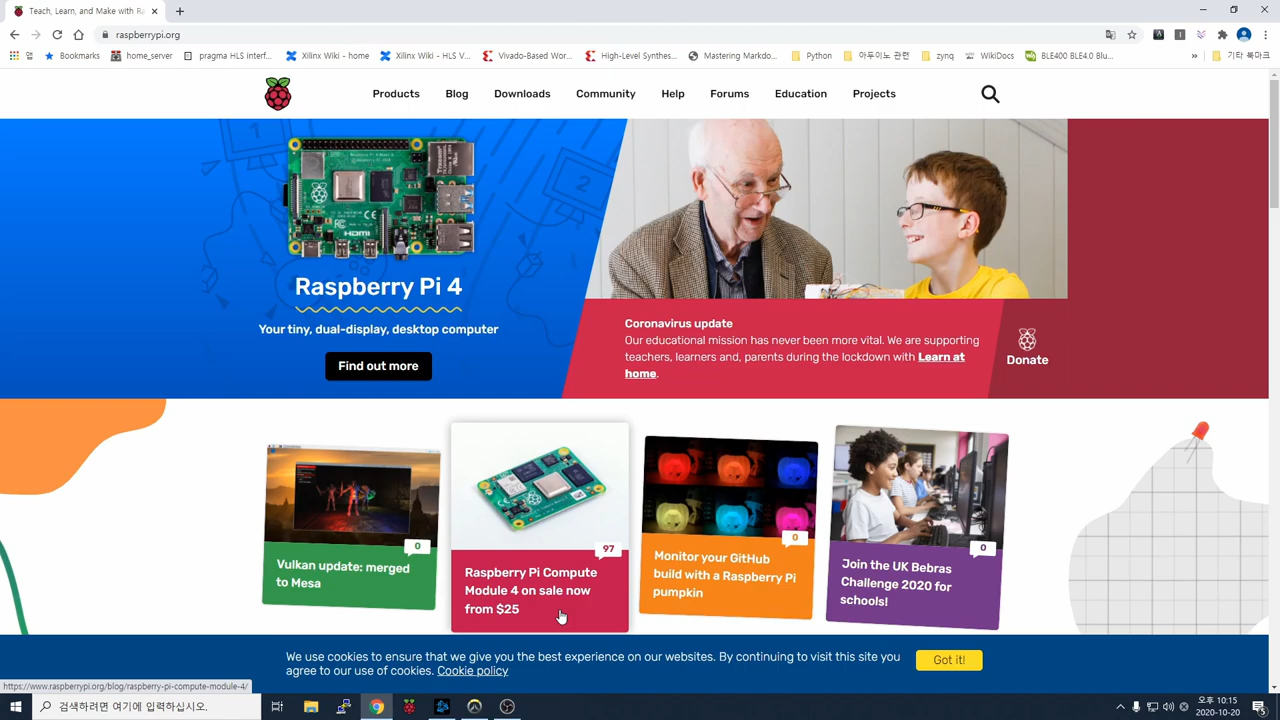 Teach, Learn, and Make with Ra
raspberrypi.org
앱
Bookmarks
home_server
pragma HLS interf...
Xilinx Wiki - home
Xilinx Wiki - HLS V...
Vivado-Based Wor...
High-Level Synthes...
Mastering Markdo...
Python
아두이노 관련
zynq
WikiDocs
BLE400 BLE4.0 Blu...
»
기타 북마크
Products
Blog
Downloads
Community
Help
Forums
Education
Projects
HDMI
Raspberry Pi 4
Your tiny, dual-display, desktop computer
Find out more
Coronavirus update
Our educational mission has never been more vital. We are supporting
teachers, learners and, parents during the lockdown with Learn at
home.
Donate
0
Vulkan update: merged
to Mesa
97
Raspberry Pi Compute
Module 4 on sale now
from $25
0
Monitor your GitHub
build with a Raspberry Pi
pumpkin
0
Join the UK Bebras
Challenge 2020 for
schools!
We use cookies to ensure that we give you the best experience on our websites. By continuing to visit this site you
agree to our use of cookies. Cookie policy
Got it!
https://www.raspberrypi.org/blog/raspberry-pi-compute-module-4/
검색하려면 여기에 입력하십시오.
오후 10:15
2020-10-20
5